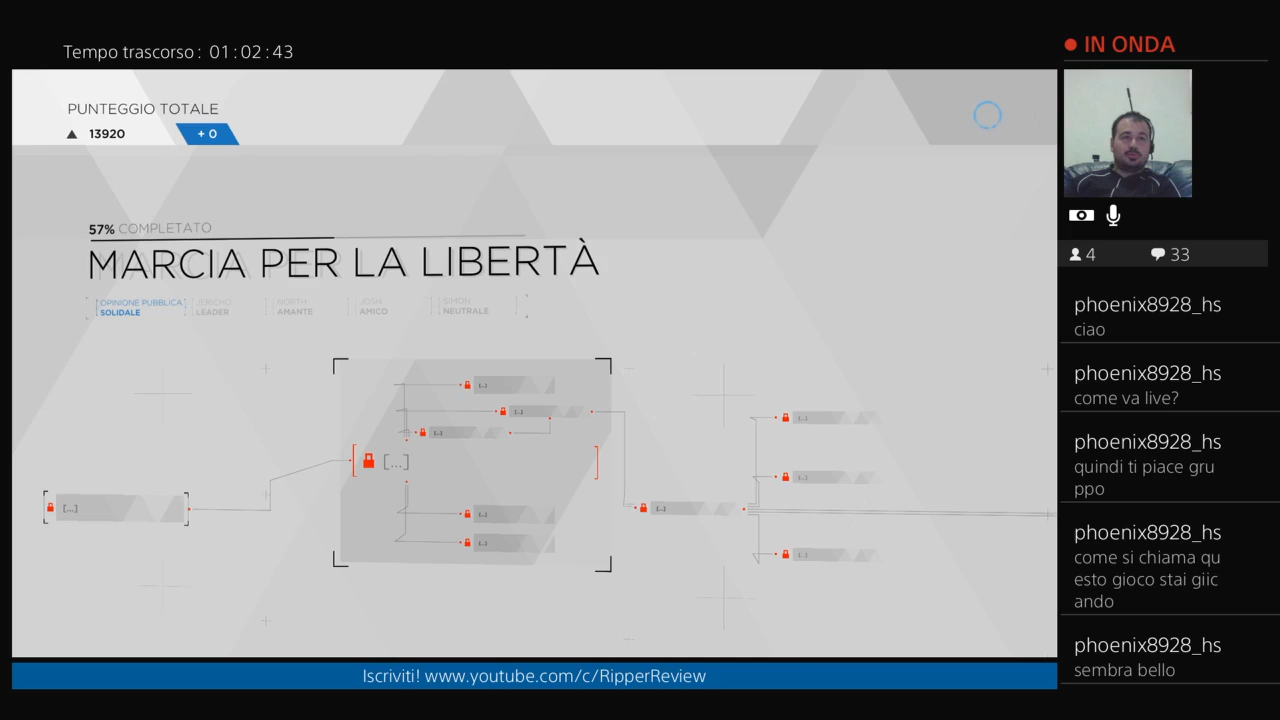 Tempo trascorso: 01:02:43
IN ONDA
PUNTEGGIO TOTALE
13920
+ 0
57% COMPLETATO
MARCIA PER LA LIBERTÀ
OPINIONE PUBBLICA
SOLIDALE
JERICHO
LEADER
NORTH
AMANTE
JOSH
AMICO
SIMON
NEUTRALE
[...]
[...]
[...]
[...]
[...]
[...]
[...]
[...]
[...]
[...]
[...]
4
33
phoenix8928_hs
ciao
phoenix8928_hs
come va live?
phoenix8928_hs
quindi ti piace gru
ppo
phoenix8928_hs
come si chiama qu
esto gioco stai giic
ando
phoenix8928_hs
sembra bello
Iscriviti! www.youtube.com/c/RipperReview